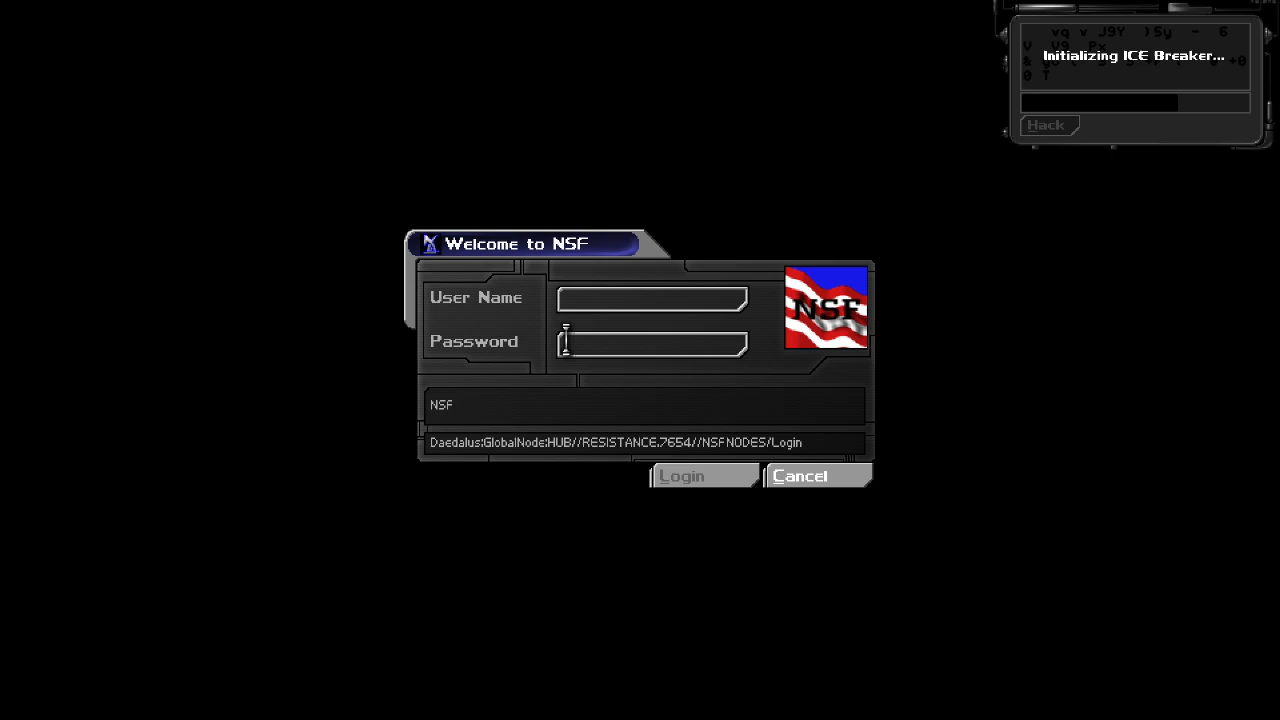 Initializing ICE Breaker...
Hack
Welcome to NSF
User Name
NSF
Password
NSF
Daedalus:GlobalNode:HUB//RESISTANCE.7654//NSFNODES/Login
Login
Cancel